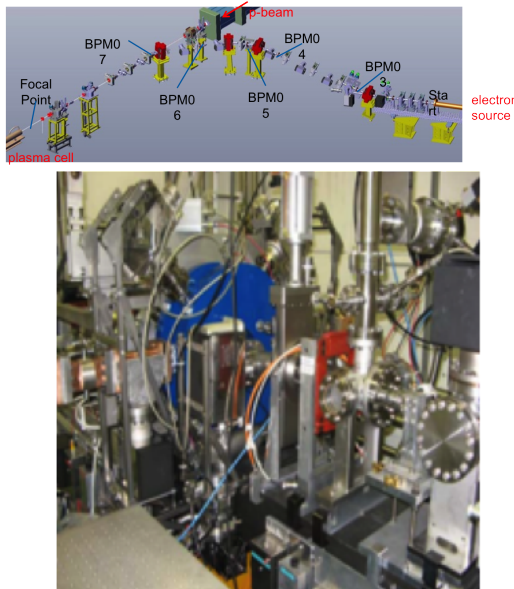 p-beam
BPM0
7
BPM0
4
Focal
Point
BPM0
6
BPM0
5
BPM0
3
Sta
rt
electron
source
plasma cell